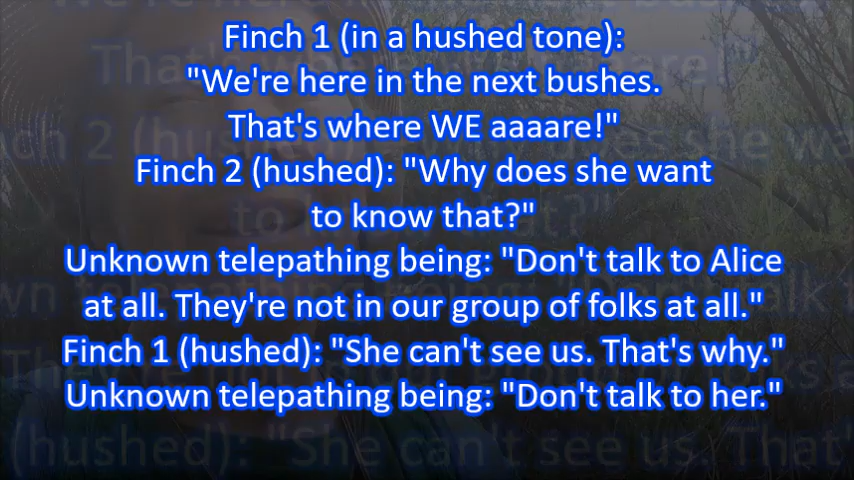 Finch 1 (in a hushed tone):
"We're here in the next bushes.
That's where WE aaaare!"
Finch 2 (hushed): "Why does she want
to know that?"
Unknown telepathing being: "Don't talk to Alice
at all. They're not in our group of folks at all."
Finch 1 (hushed): "She can't see us. That's why."
Unknown telepathing being: "Don't talk to her."